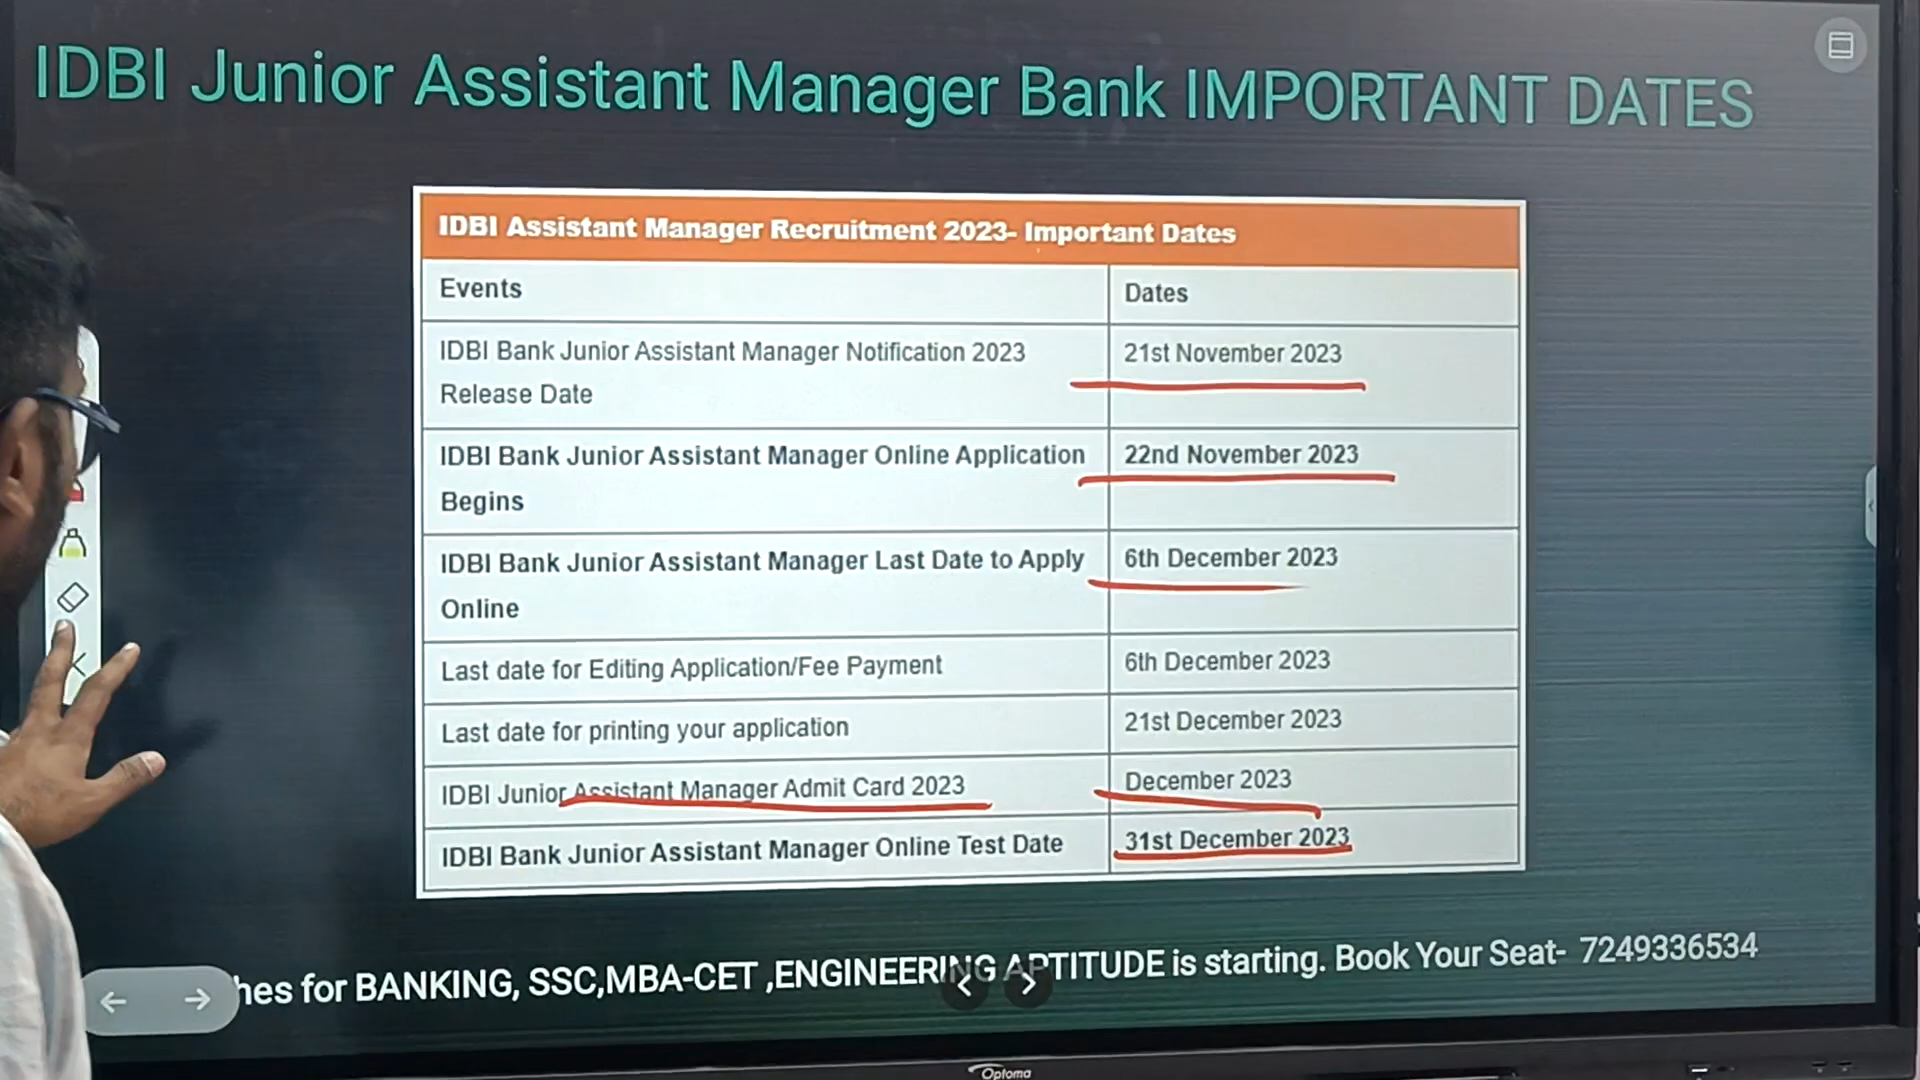 IDBI Junior Assistant Manager Bank IMPORTANT DATES
IDBI Assistant Manager Recruitment 2023- Important Dates
Events
Dates
IDBI Bank Junior Assistant Manager Notification 2023
Release Date
21st November 2023
IDBI Bank Junior Assistant Manager Online Application
Begins
22nd November 2023
IDBI Bank Junior Assistant Manager Last Date to Apply
Online
6th December 2023
Last date for Editing Application/Fee Payment
6th December 2023
Last date for printing your application
21st December 2023
IDBI Junior Assistant Manager Admit Card 2023
December 2023
IDBI Bank Junior Assistant Manager Online Test Date
31st December 2023
hes for BANKING, SSC,MBA-CET ,ENGINEERING APTITUDE is starting. Book Your Seat- 7249336534
Optoma